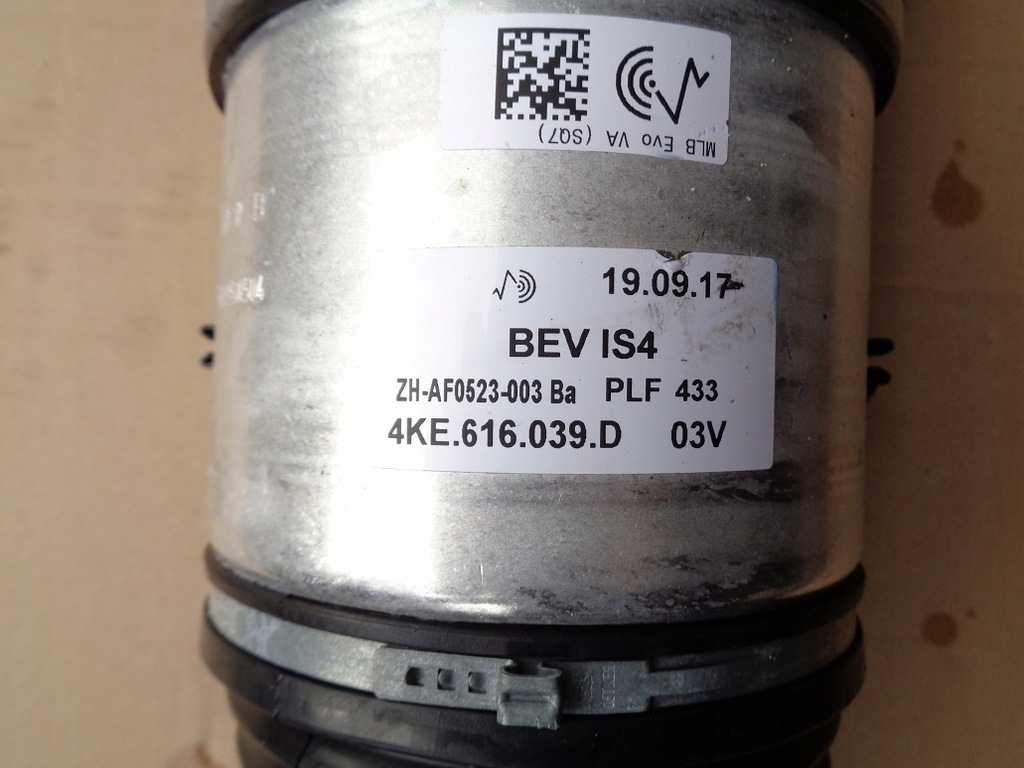 MLB Evo VA (SQ7)
19.09.17
BEV IS4
ZH-AF0523-003 Ba PLF 433
4KE.616.039.D 03V